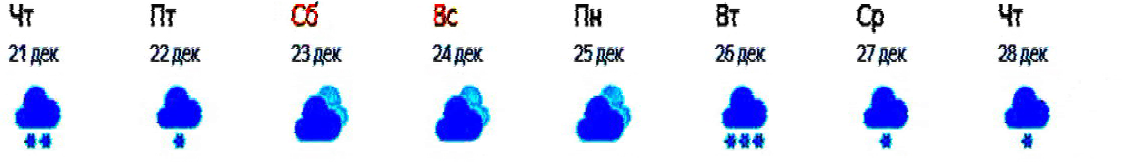 Чт Пт Сб Вс Пн Вт Ср Чт
21 дек 22 дек 23 дек 24 дек 25 дек 26 дек 27 дек 28 дек